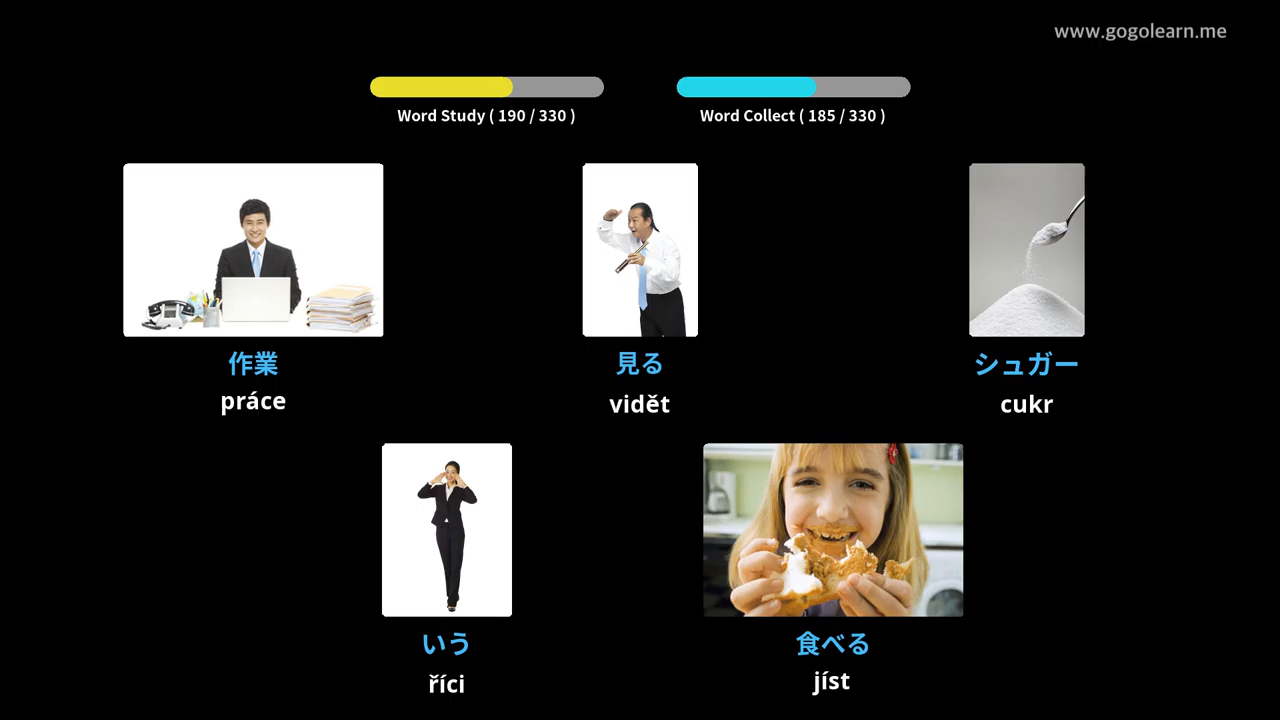 www.gogolearn.me
Word Study ( 190 / 330 )
Word Collect ( 185 / 330 )
作業
práce
見る
vidět
シュガー
cukr
いう
říci
食べる
jíst